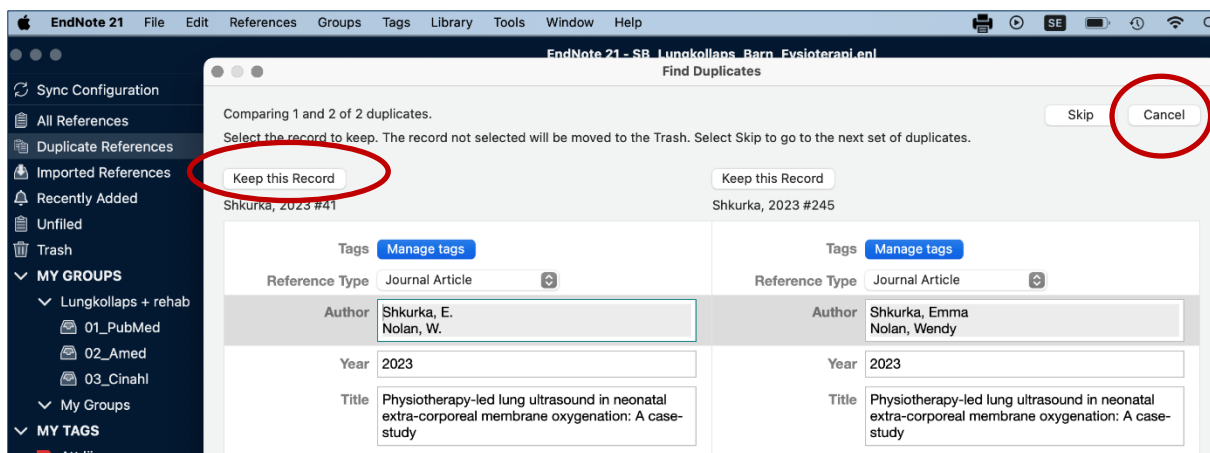 EndNote 21 File Edit References Groups Tags Library Tools Window Help SE
EndNote 21 - SB_Lungkollaps_Barn_Fysioterapi.enl
Find Duplicates
Sync Configuration
All References
Duplicate References
Imported References
Recently Added
Unfiled
Trash
MY GROUPS
Lungkollaps + rehab
01_PubMed
02_Amed
03_Cinahl
My Groups
MY TAGS
Comparing 1 and 2 of 2 duplicates.
Skip Cancel
Select the record to keep. The record not selected will be moved to the Trash. Select Skip to go to the next set of duplicates.
Keep this Record Keep this Record
Shkurka, 2023 #41 Shkurka, 2023 #245
Tags Manage tags
Reference Type Journal Article
Author Shkurka, E.
Nolan, W.
Year 2023
Title Physiotherapy-led lung ultrasound in neonatal
extra-corporeal membrane oxygenation: A case-
study
Tags Manage tags
Reference Type Journal Article
Author Shkurka, Emma
Nolan, Wendy
Year 2023
Title Physiotherapy-led lung ultrasound in neonatal
extra-corporeal membrane oxygenation: A case-
study